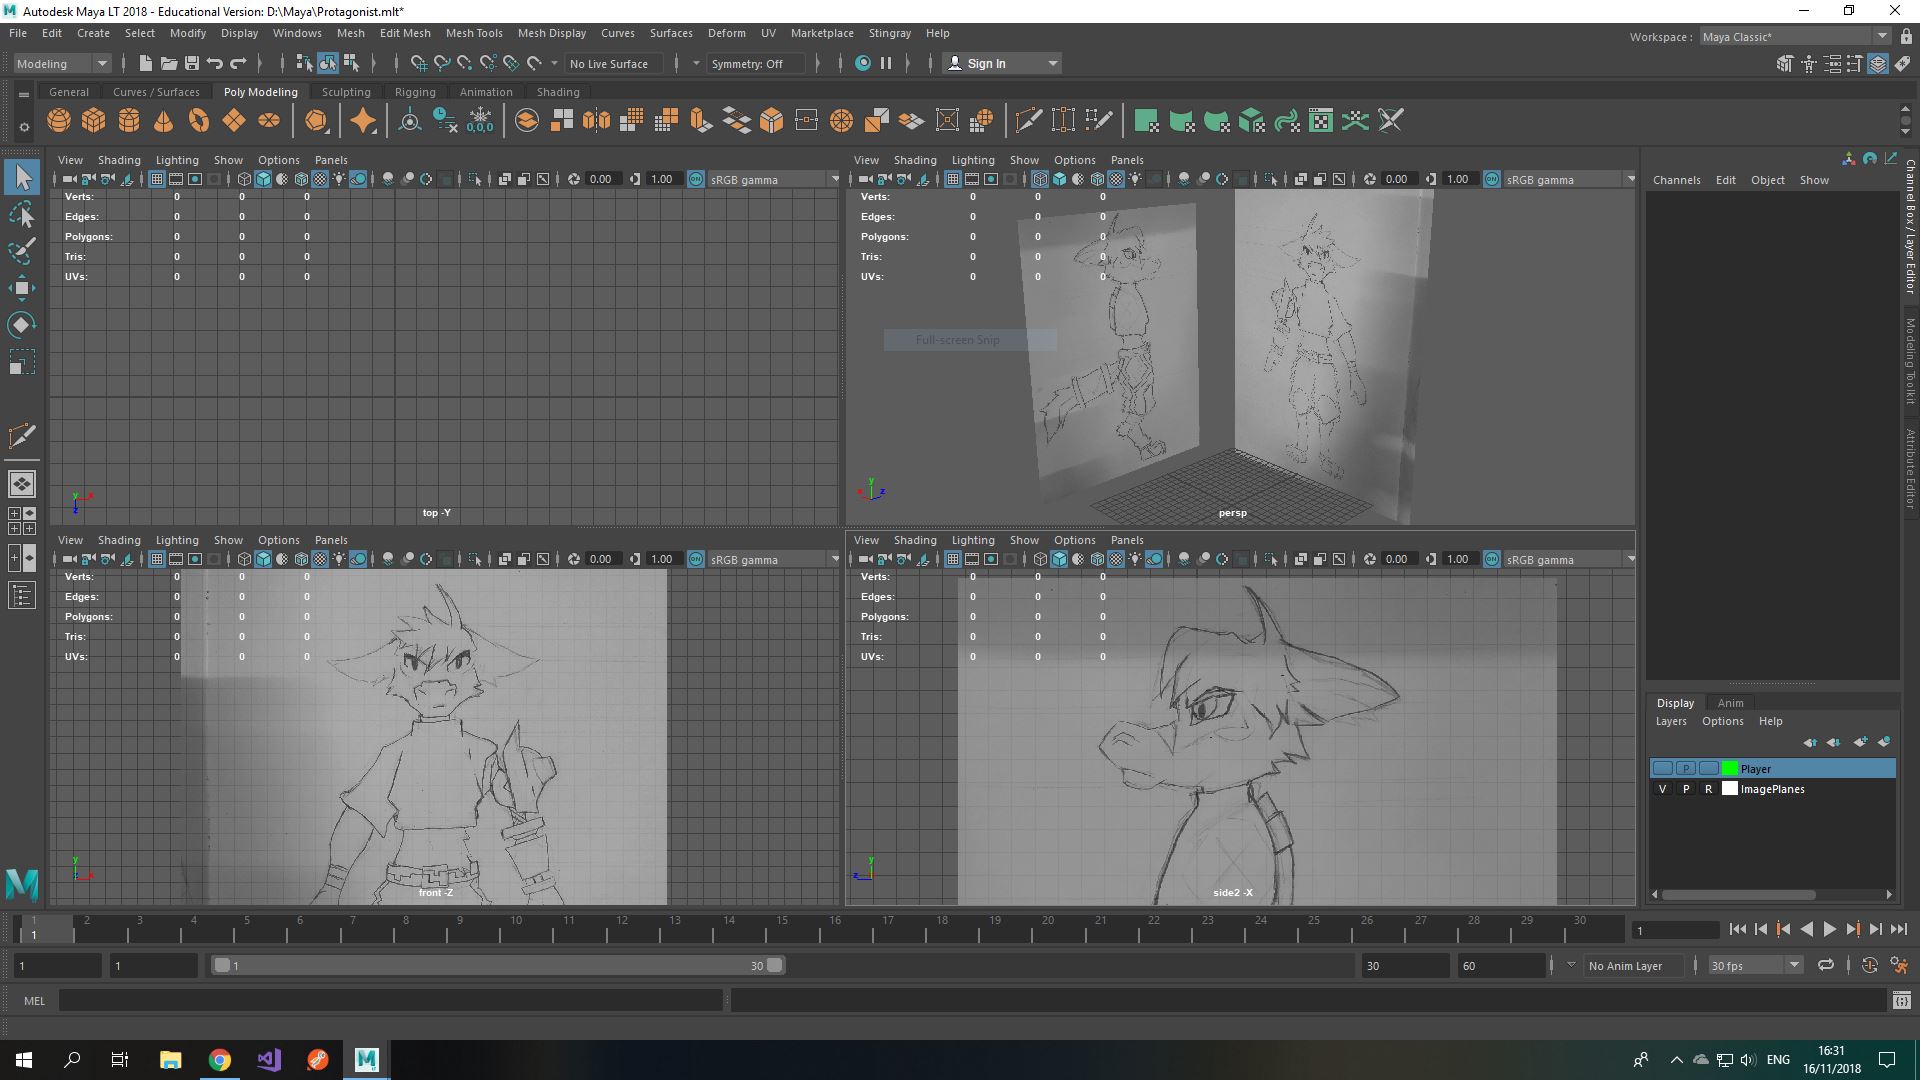 Autodesk Maya LT 2018 - Educational Version: D:\Maya\Protagonist.mlt*
File Edit Create Select Modify Display Windows Mesh Edit Mesh Mesh Tools Mesh Display Curves Surfaces Deform UV Marketplace Stingray Help
Workspace : Maya Classic*
Modeling No Live Surface Symmetry: Off Sign In
General Curves / Surfaces Poly Modeling Sculpting Rigging Animation Shading
0,0,0
View Shading Lighting Show Options Panels
0.00 1.00 ON sRGB gamma
Verts: 0 0 0
Edges: 0 0 0
Polygons: 0 0 0
Tris: 0 0 0
UVs: 0 0 0
y x
z
top -Y
View Shading Lighting Show Options Panels
0.00 1.00 ON sRGB gamma
Verts: 0 0 0
Edges: 0 0 0
Polygons: 0 0 0
Tris: 0 0 0
UVs: 0 0 0
Full-screen Snip
y
x z
persp
Channels Edit Object Show
Channel Box / Layer Editor
Modeling Toolkit
Attribute Editor
View Shading Lighting Show Options Panels
0.00 1.00 ON sRGB gamma
Verts: 0 0 0
Edges: 0 0 0
Polygons: 0 0 0
Tris: 0 0 0
UVs: 0 0 0
y
z x
front -Z
View Shading Lighting Show Options Panels
0.00 1.00 ON sRGB gamma
Verts: 0 0 0
Edges: 0 0 0
Polygons: 0 0 0
Tris: 0 0 0
UVs: 0 0 0
y
z
side2 -X
Display Anim
Layers Options Help
P Player
V P R ImagePlanes
1 2 3 4 5 6 7 8 9 10 11 12 13 14 15 16 17 18 19 20 21 22 23 24 25 26 27 28 29 30
1
1
1 1 1 30 30 60 No Anim Layer 30 fps
MEL
ENG
16:31
16/11/2018